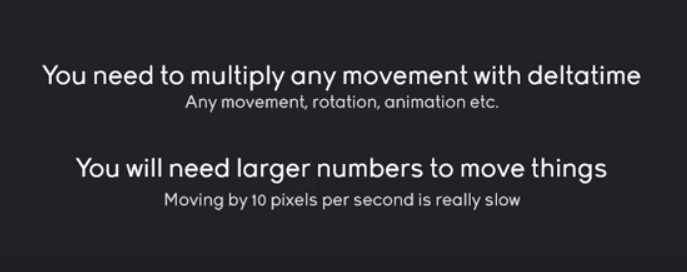 You need to multiply any movement with deltatime
Any movement, rotation, animation etc.
You will need larger numbers to move things
Moving by 10 pixels per second is really slow